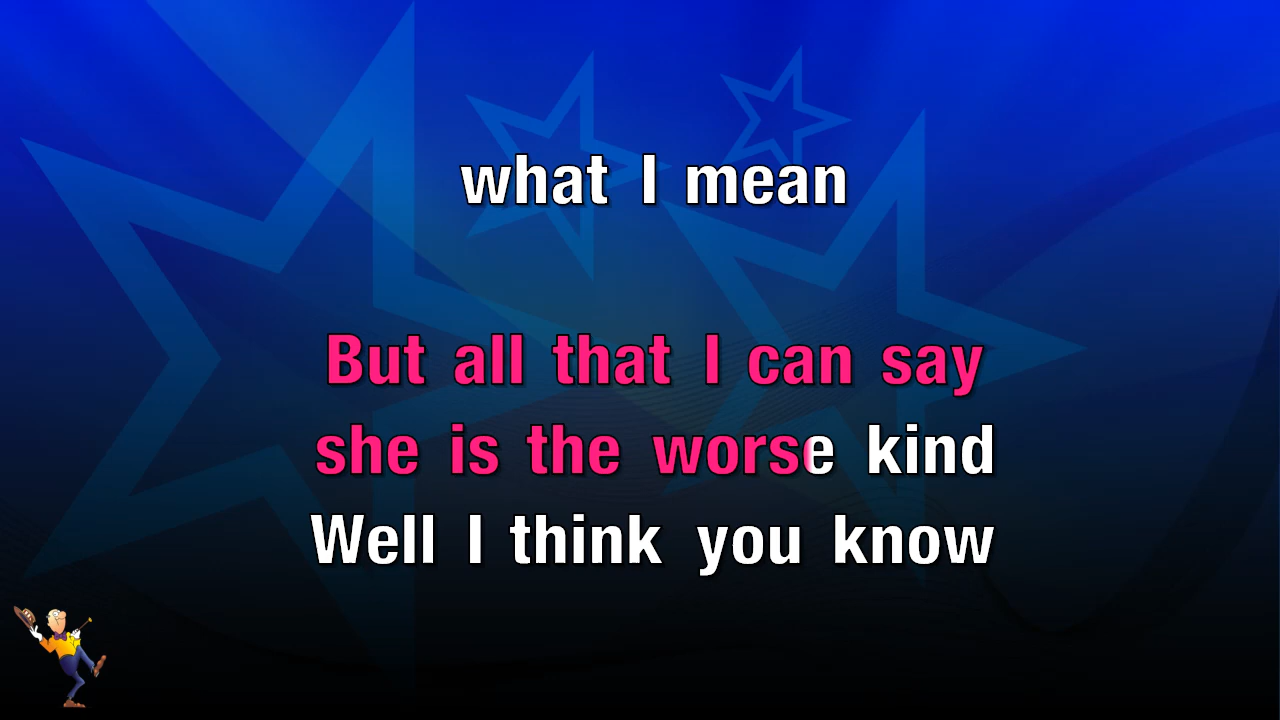 what I mean
But all that I can say
she is the worse kind
Well I think you know